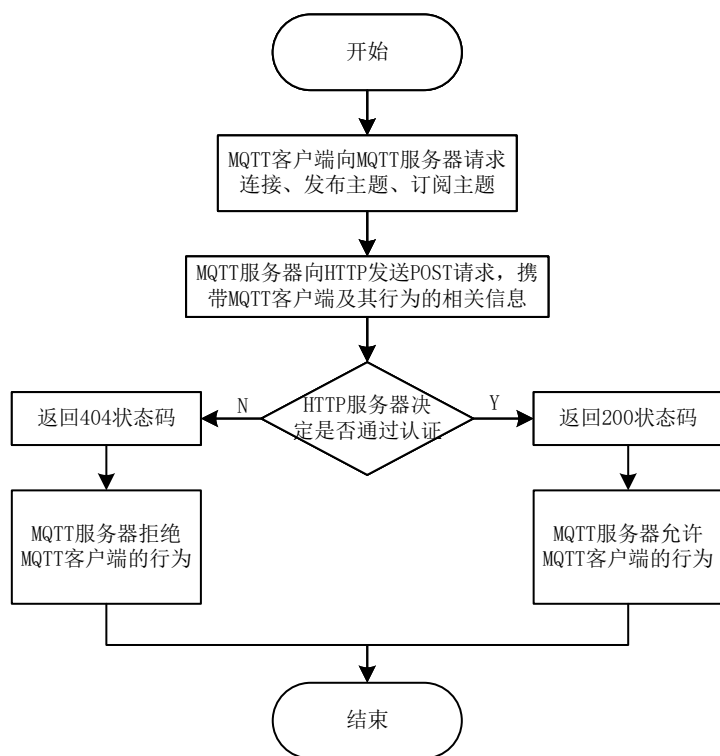 开始
MQTT客户端向MQTT服务器请求
连接、发布主题、订阅主题
MQTT服务器向HTTP发送POST请求，携
带MQTT客户端及其行为的相关信息
HTTP服务器决
定是否通过认证
N
Y
返回404状态码
返回200状态码
MQTT服务器拒绝
MQTT客户端的行为
MQTT服务器允许
MQTT客户端的行为
结束